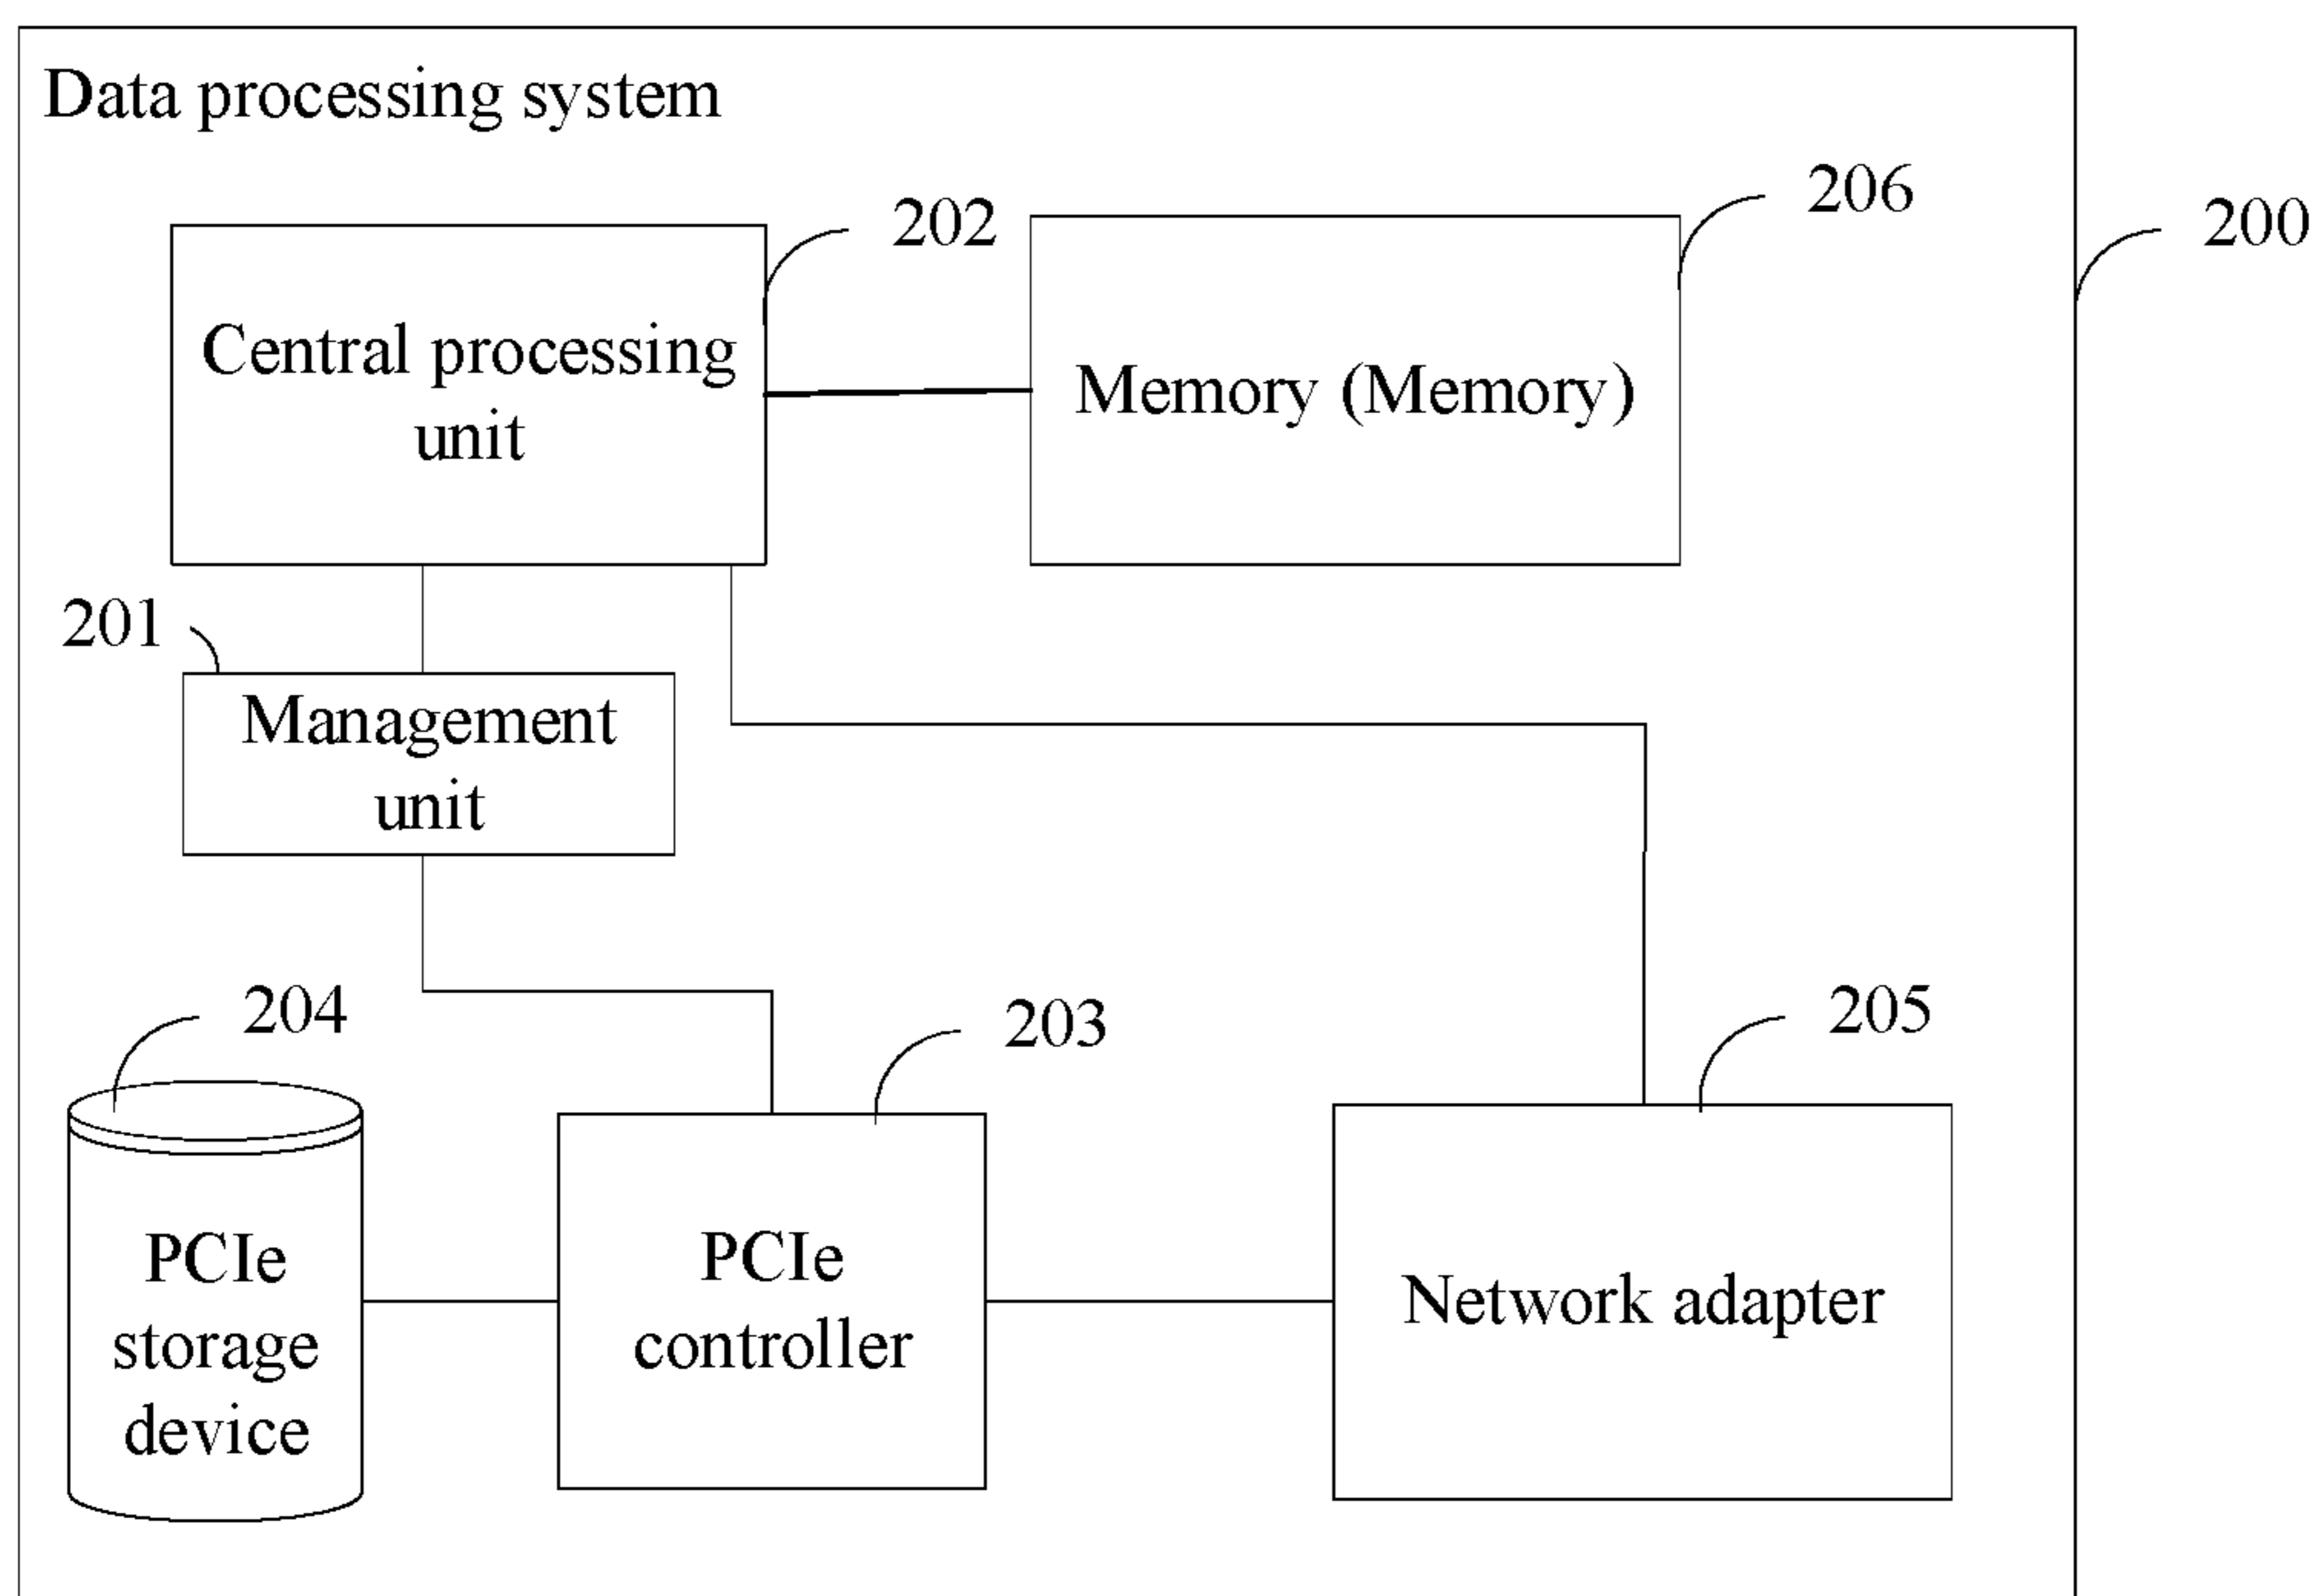 Data processing system
206
202
200
Central processing
unit
Memory (Memory)
201
Management
unit
204
203
205
PCIe
storage
device
PCIe
controller
Network adapter